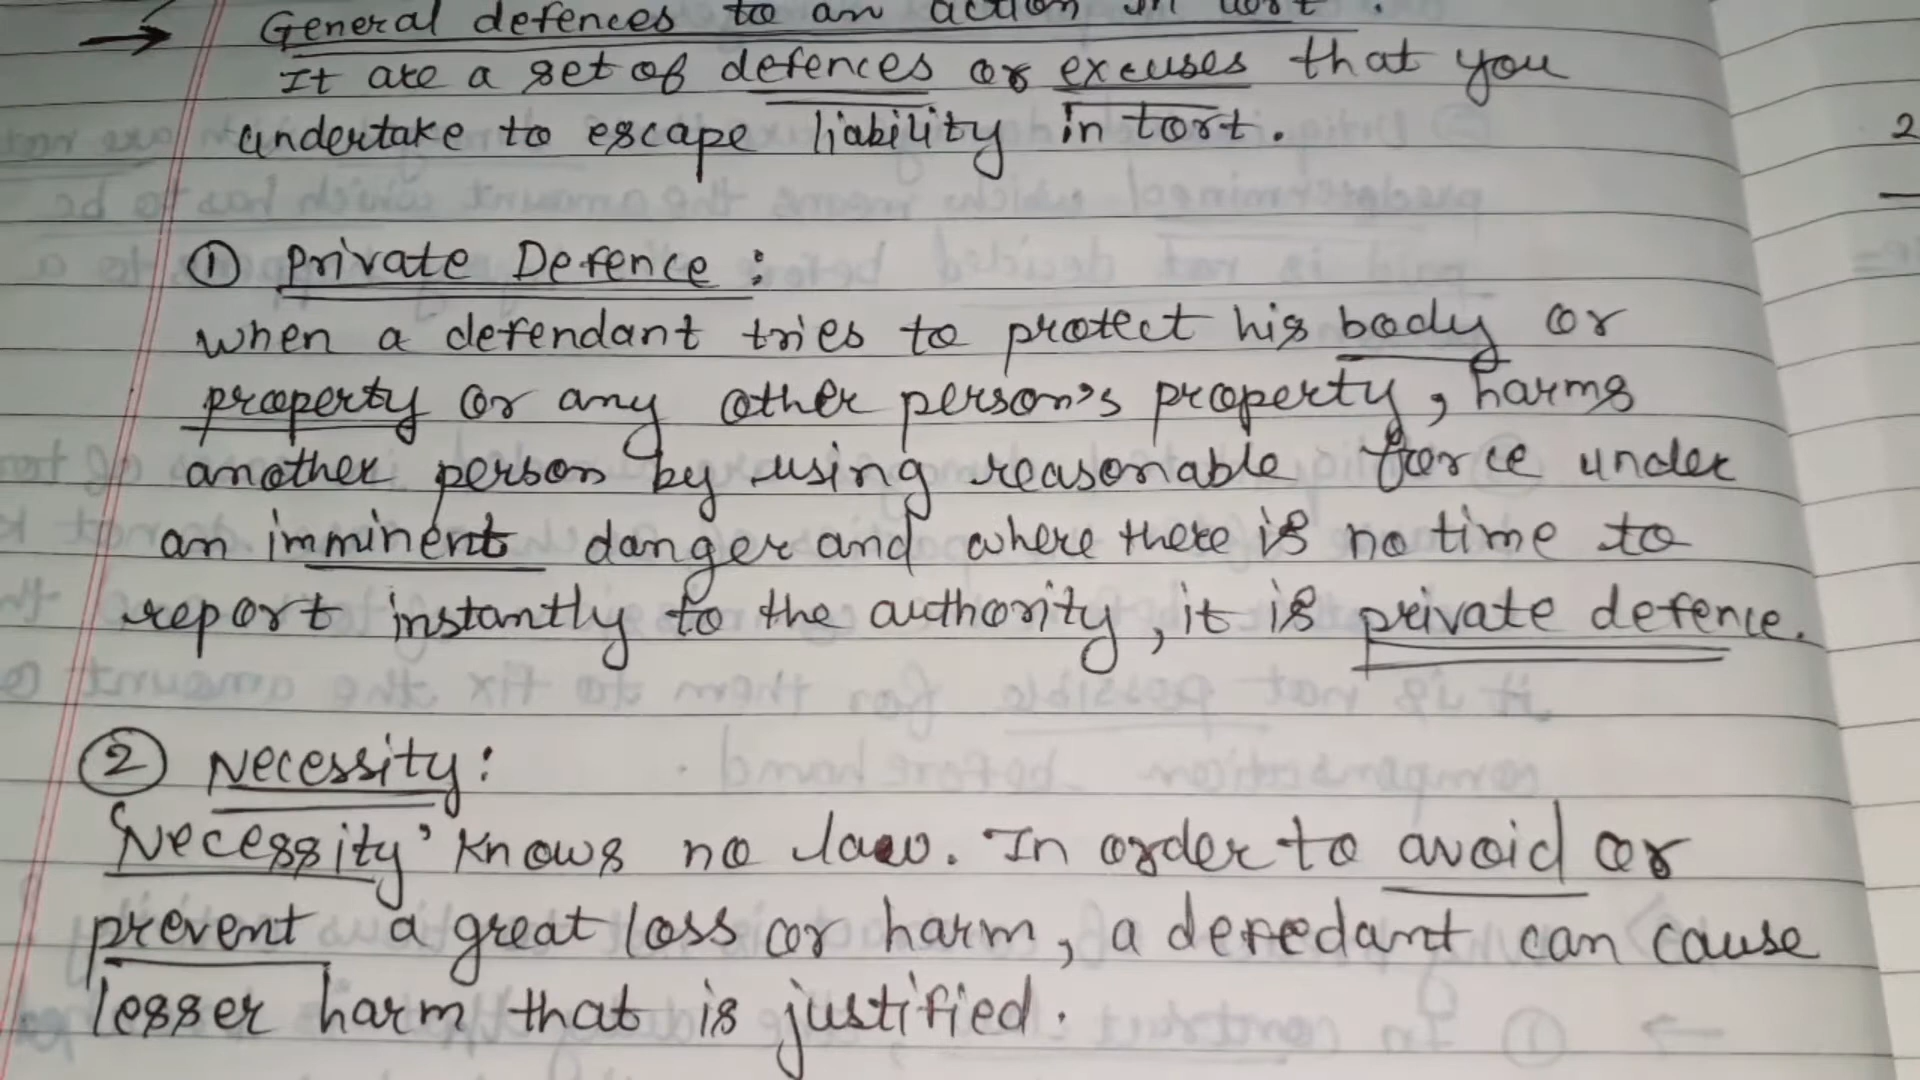 → General defences to an action in tort.
It are a set of defences or excuses that you
undertake to escape liability in tort.
① Private Defence :
when a defendant tries to protect his body or
property or any other person's property, harms
another person by using reasonable force under
an imminent danger and where there is no time to
report instantly to the authority, it is private defence.
② Necessity:
'Necessity' knows no law. In order to avoid or
prevent a great loss or harm, a defedant can cause
lesser harm that is justified.
2